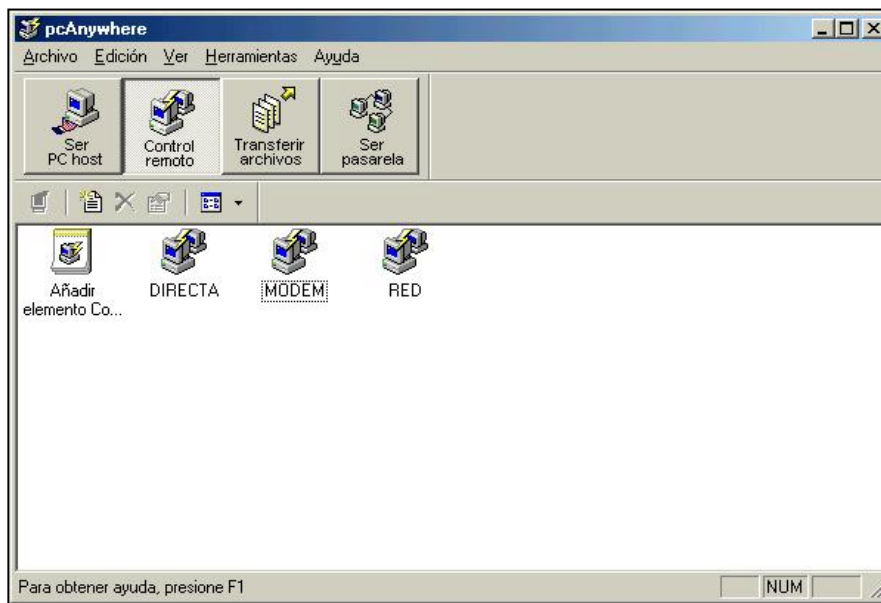 pcAnywhere
Archivo Edición Ver Herramientas Ayuda
Ser PC host
Control remoto
Transferir archivos
Ser pasarela
Añadir elemento Co...
DIRECTA
MODEM
RED
Para obtener ayuda, presione F1
NUM